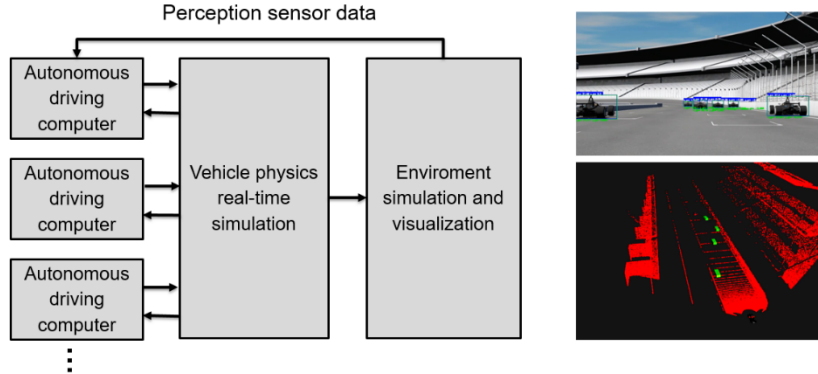 Perception sensor data
Autonomous
driving
computer
Autonomous
driving
computer
Autonomous
driving
computer
Vehicle physics
real-time
simulation
Enviroment
simulation and
visualization